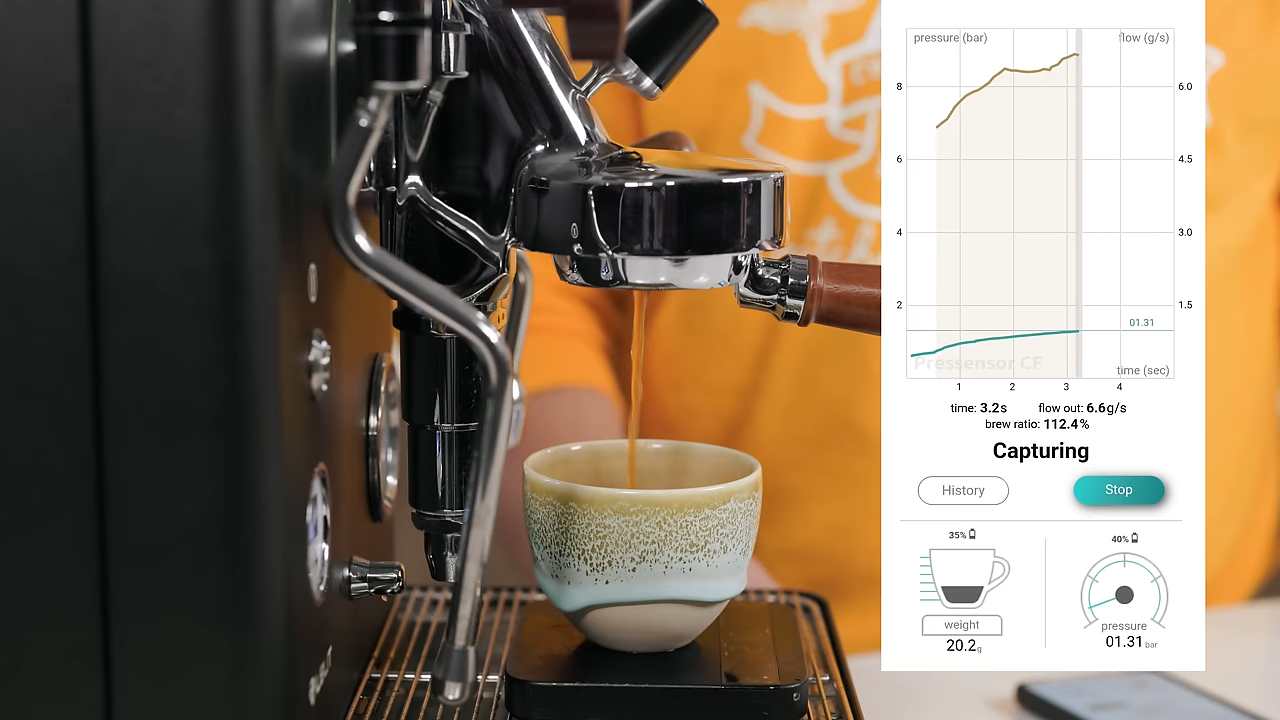 pressure (bar) flow (g/s)
8 6.0
6 4.5
4 3.0
2 1.5
01.31
Pressensor CF
time (sec)
1 2 3 4
time: 3.2s flow out: 6.6g/s
brew ratio: 112.4%
Capturing
History Stop
35% 40%
weight pressure
20.2g 01.31 bar